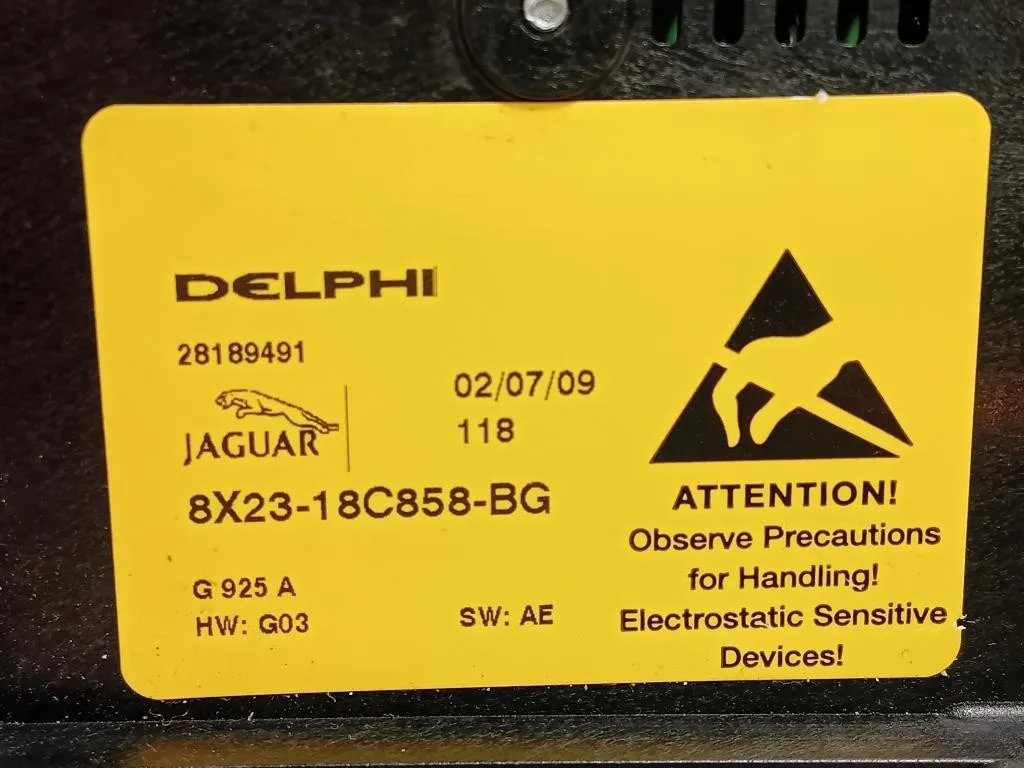 DELPHI
28189491
JAGUAR
02/07/09
118
8X23-18C858-BG
G 925 A
HW: G03
SW: AE
ATTENTION!
Observe Precautions
for Handling!
Electrostatic Sensitive
Devices!